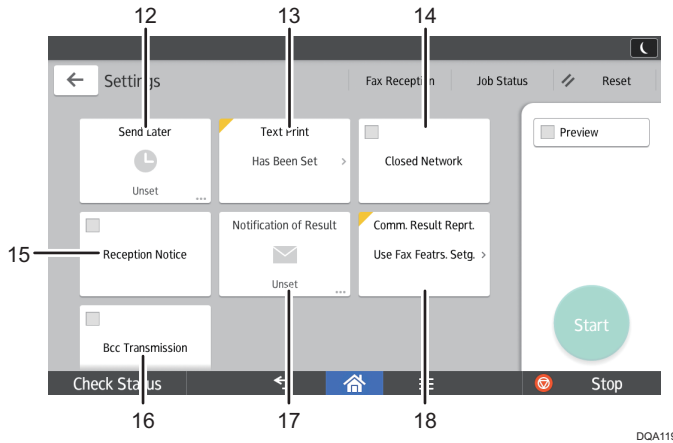 12 13 14
Settings Fax Reception Job Status Reset
Send Later Text Print Preview
Has Been Set > Closed Network
Unset ...
15 Reception Notice Notification of Result Comm. Result Reprt.
Use Fax Featrs. Setg. >
Unset ...
Bcc Transmission Start
Check Status Stop
16 17 18
DQA119